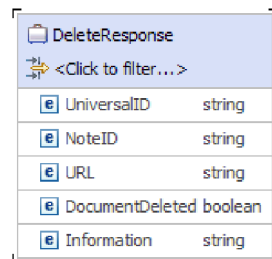 DeleteResponse
<Click to filter...>
e UniversalID string
e NoteID string
e URL string
e DocumentDeleted boolean
e Information string